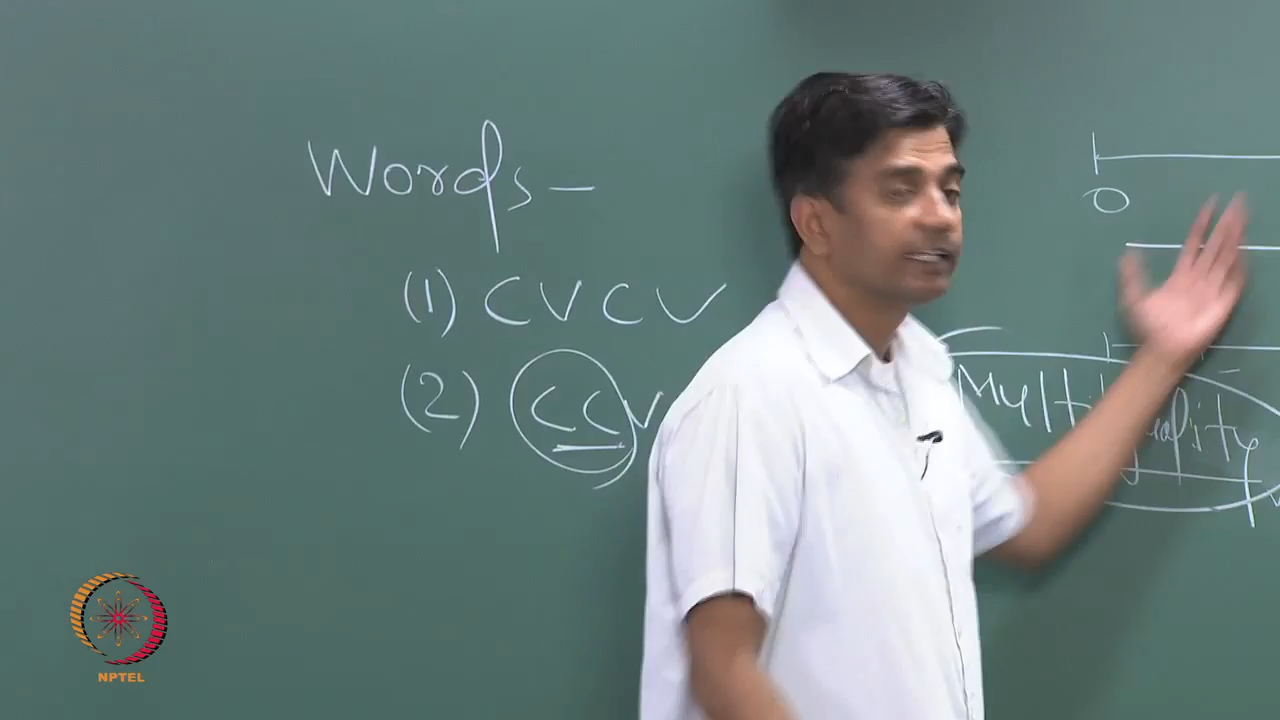 Words –
(1) CVCV
(2) CCV
0
NPTEL